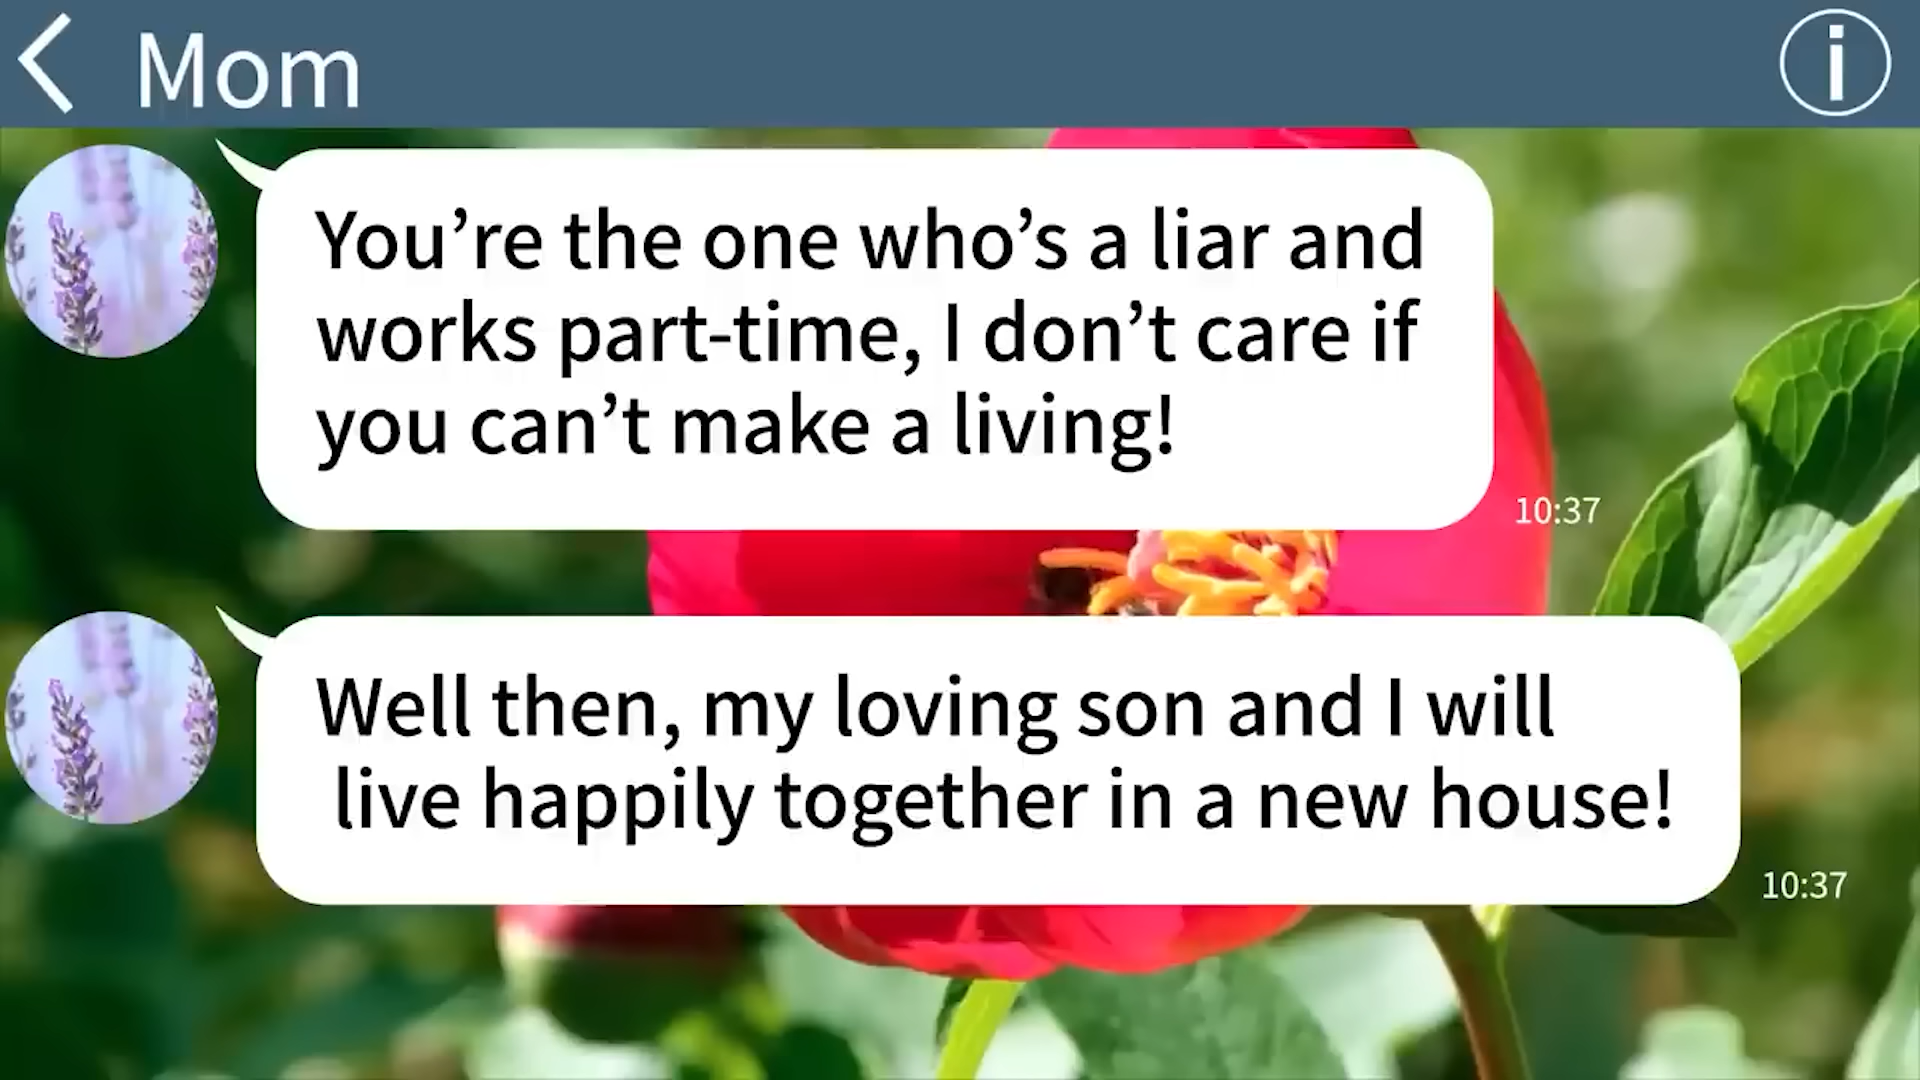 Mom
You’re the one who’s a liar and
works part-time, I don’t care if
you can’t make a living!
10:37
Well then, my loving son and I will
live happily together in a new house!
10:37